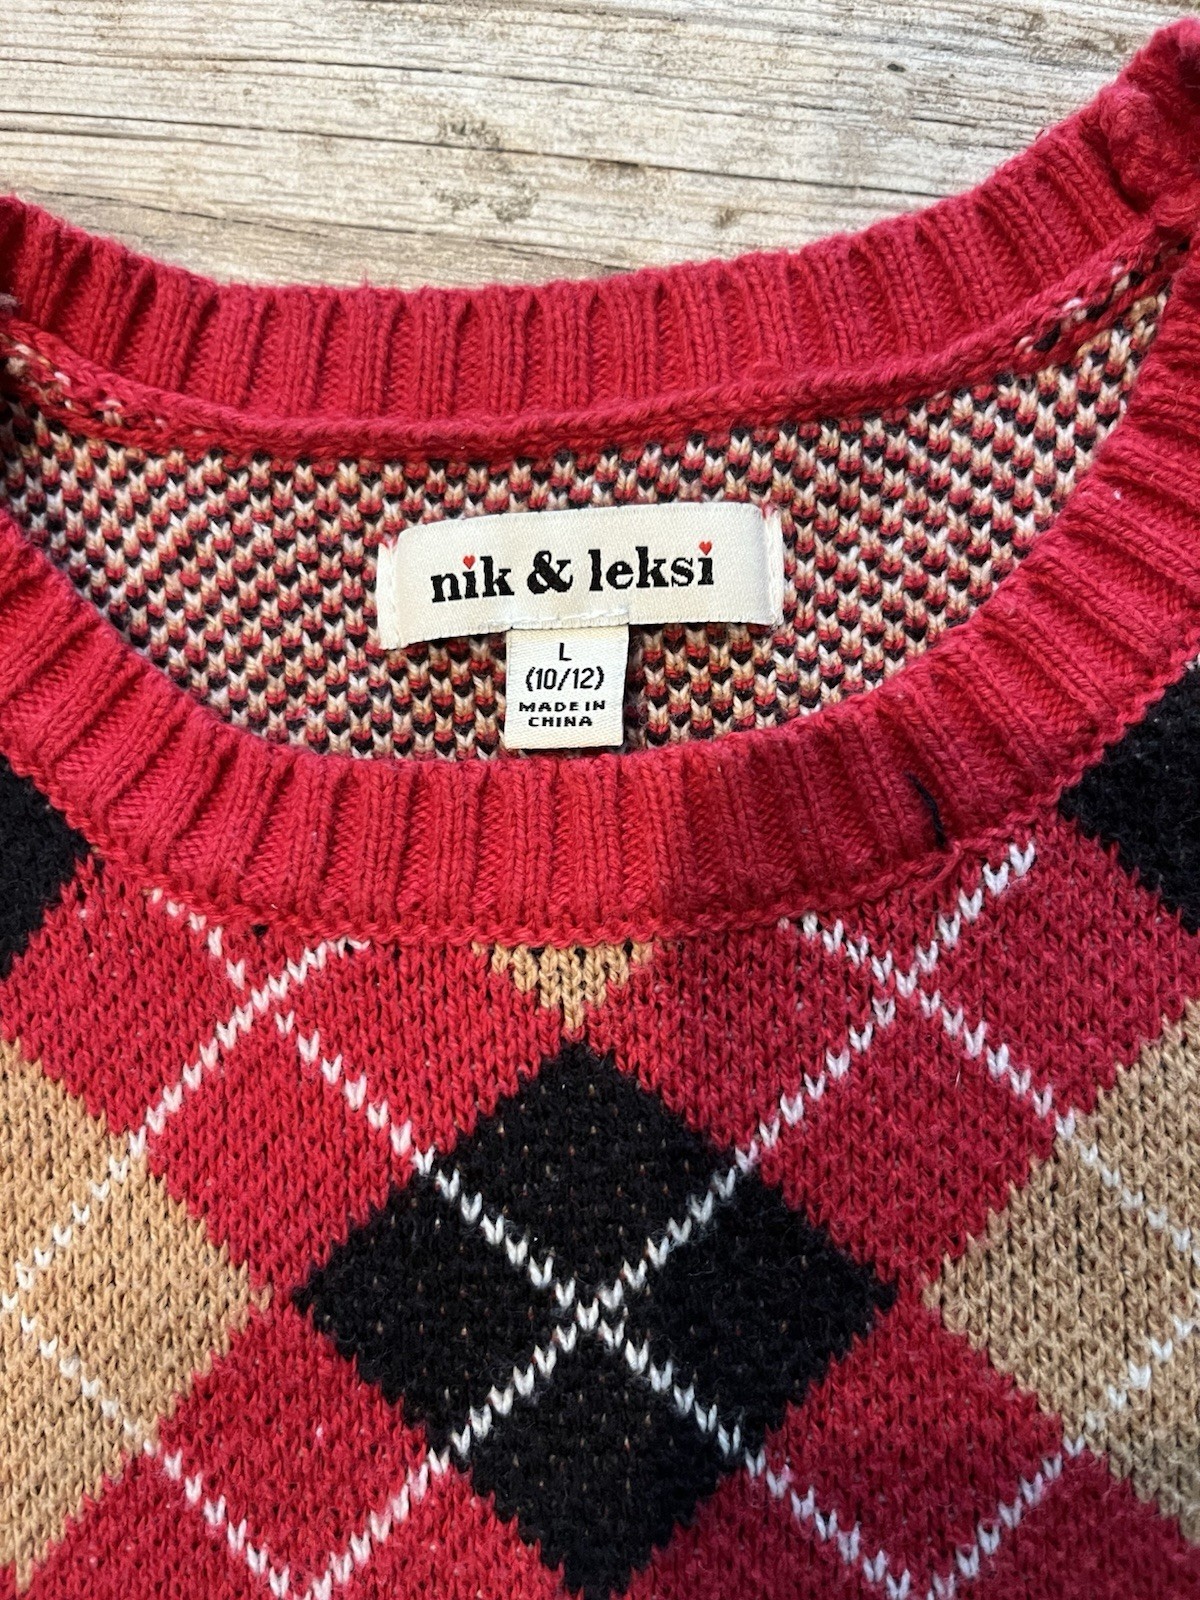 nik & leksi
L
(10/12)
MADE IN
CHINA